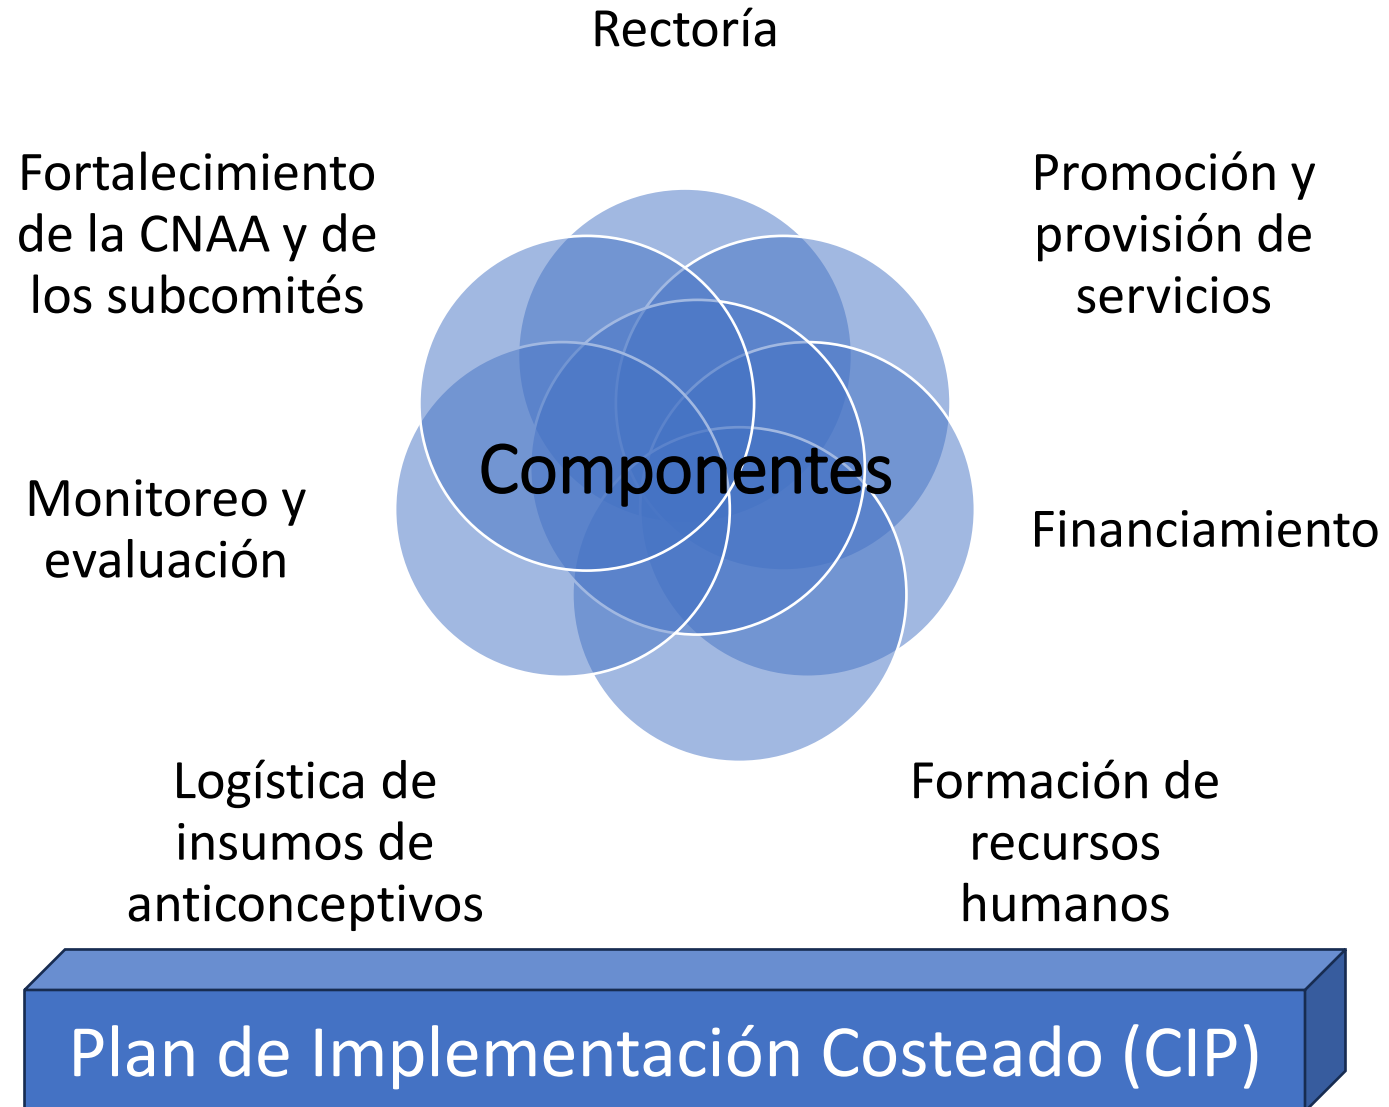 Rectoría
Fortalecimiento
de la CNAA y de
los subcomités
Promoción y
provisión de
servicios
Componentes
Monitoreo y
evaluación
Financiamiento
Logística de
insumos de
anticonceptivos
Formación de
recursos
humanos
Plan de Implementación Costeado (CIP)